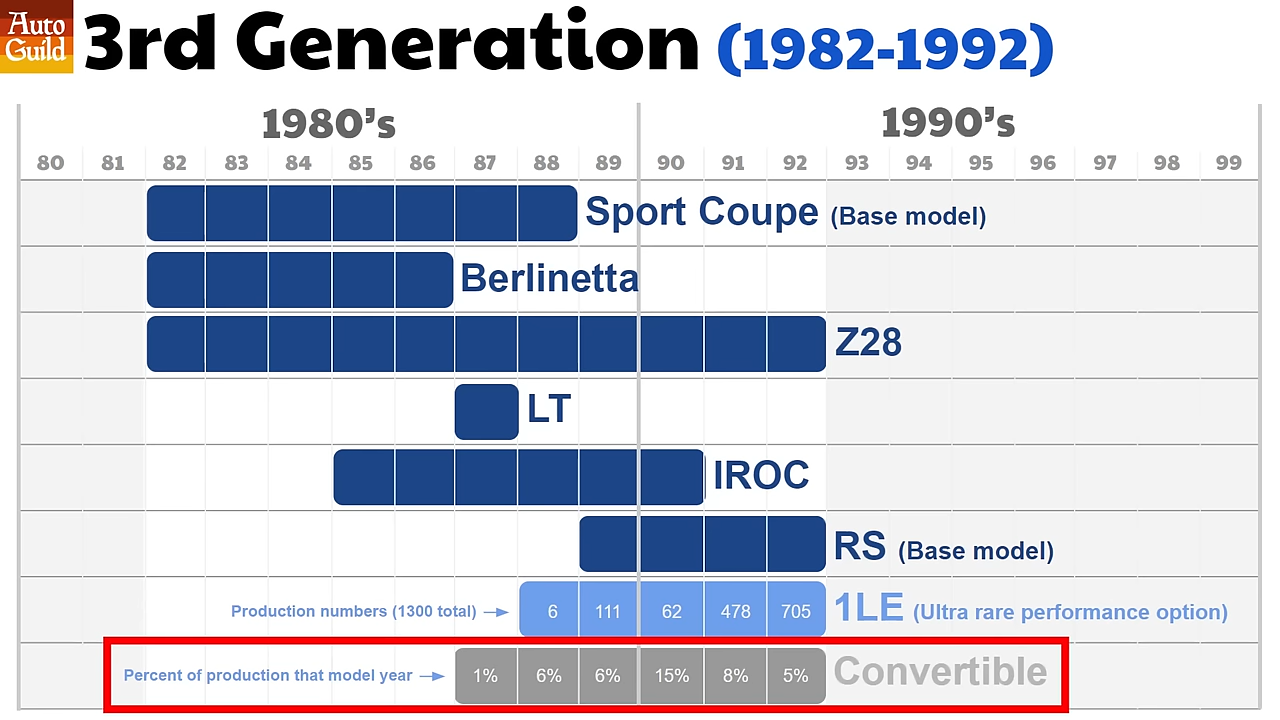 Auto
Guild
3rd Generation (1982-1992)
1980's 1990's
80 81 82 83 84 85 86 87 88 89 90 91 92 93 94 95 96 97 98 99
Sport Coupe (Base model)
Berlinetta
Z28
LT
IROC
RS (Base model)
Production numbers (1300 total) → 6 111 62 478 705 1LE (Ultra rare performance option)
Percent of production that model year → 1% 6% 6% 15% 8% 5% Convertible